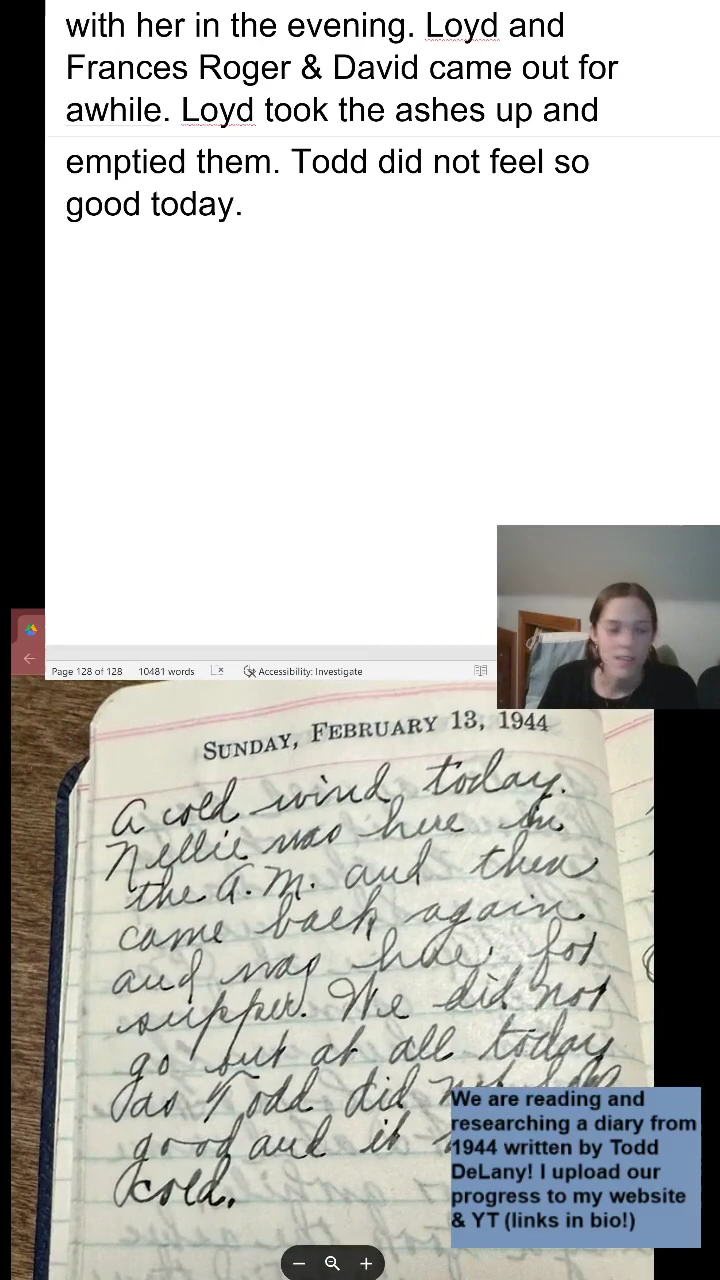 with her in the evening. Loyd and
Frances Roger & David came out for
awhile. Loyd took the ashes up and
emptied them. Todd did not feel so
good today.
Page 128 of 128 10481 words Accessibility: Investigate
SUNDAY, FEBRUARY 13, 1944
A cold wind today.
Nellie was here in
the A.M. and then
came back again
and was here for
supper. We did not
go out at all today
as Todd did not
good and it
cold.
We are reading and
researching a diary from
1944 written by Todd
DeLany! I upload our
progress to my website
& YT (links in bio!)